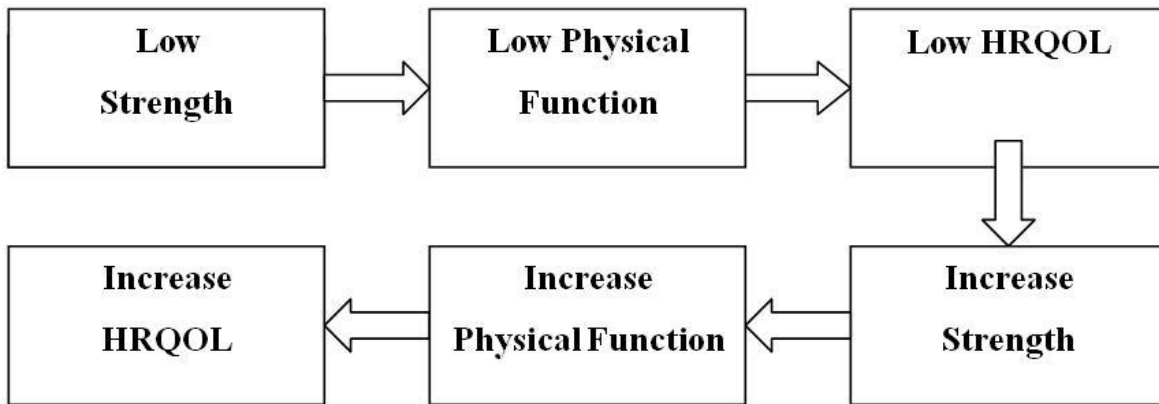 Low
Strength
Low Physical
Function
Low HRQOL
Increase
Strength
Increase
Physical Function
Increase
HRQOL